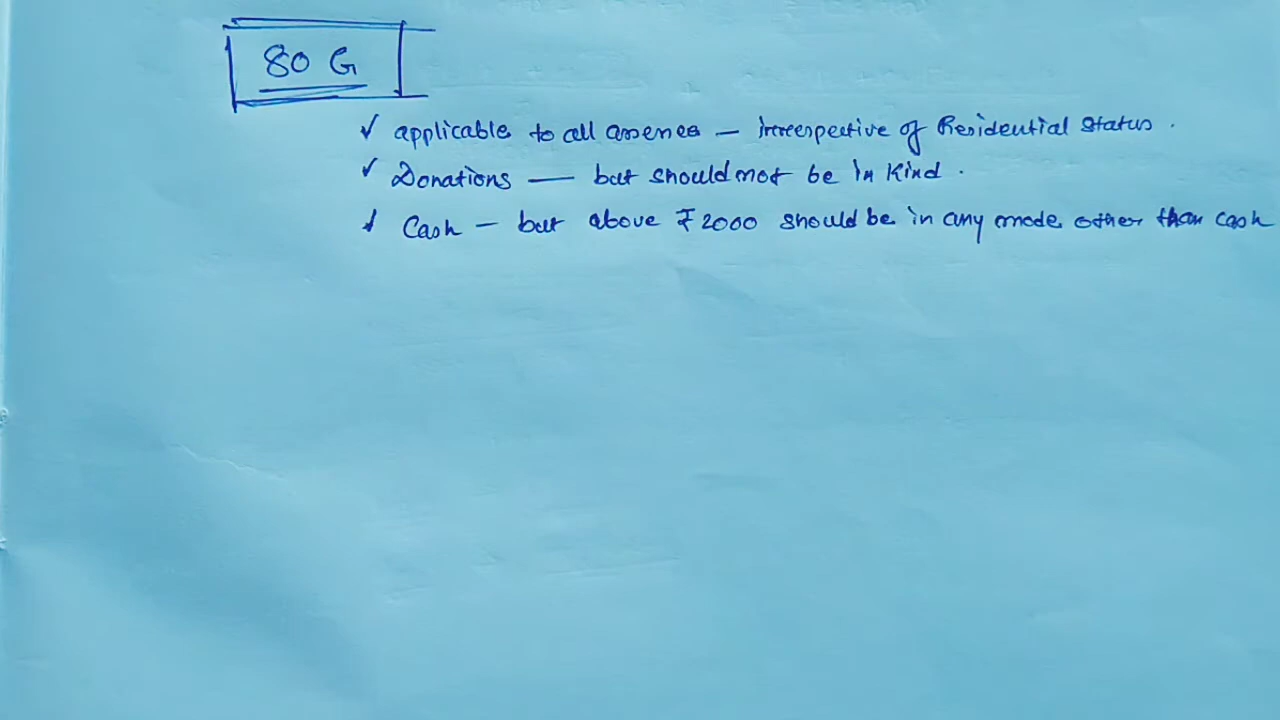 80 G
✓ applicable to all assesses – irrespective of Residential Status.
✓ Donations — but should not be in Kind.
✓ Cash – but above ₹2000 should be in any mode other than cash